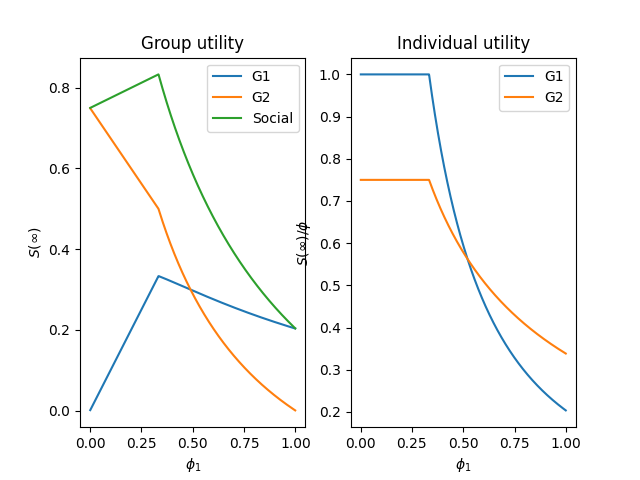 Group utility
S(∞)
0.8
0.6
0.4
0.2
0.0
0.00 0.25 0.50 0.75 1.00
ϕ₁
G1
G2
Social
Individual utility
S(∞)/ϕ
1.0
0.9
0.8
0.7
0.6
0.5
0.4
0.3
0.2
0.00 0.25 0.50 0.75 1.00
ϕ₁
G1
G2